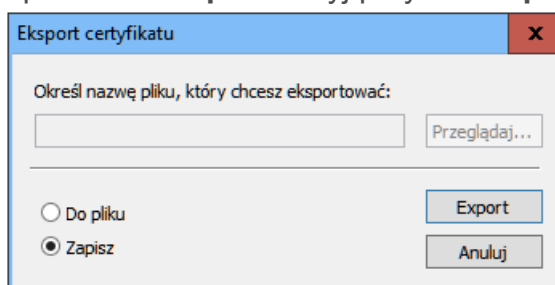 Eksport certyfikatu
x
Określ nazwę pliku, który chcesz eksportować:
Przeglądaj...
Do pliku
Export
Zapisz
Anuluj